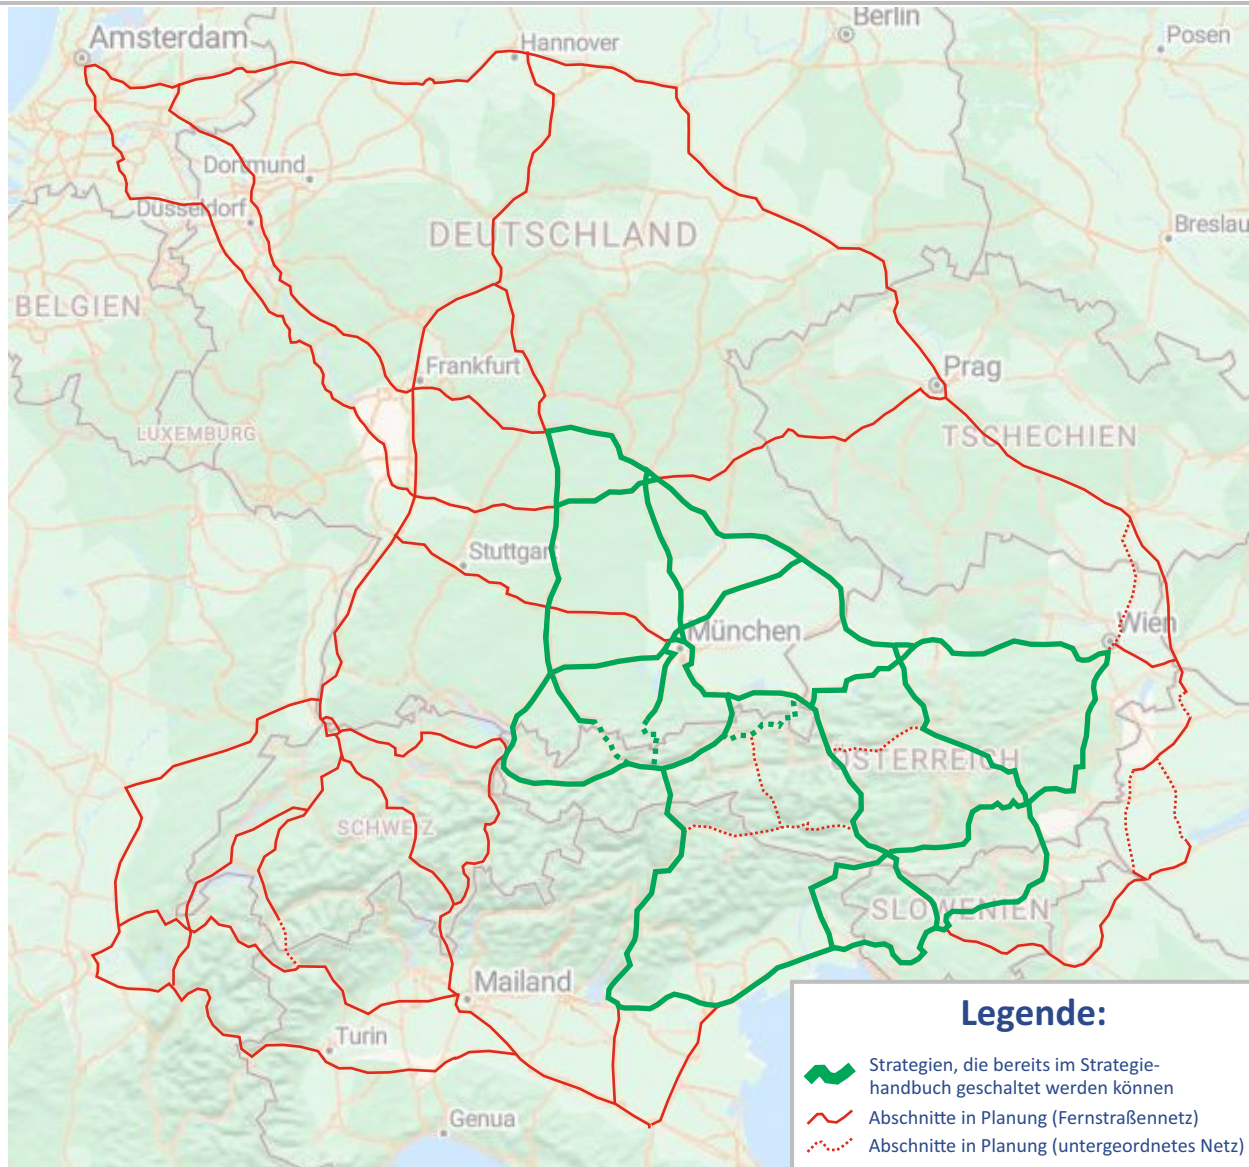 Amsterdam
Hannover
Berlin
Posen
Dortmund
Düsseldorf
DEUTSCHLAND
Breslau
BELGIEN
Frankfurt
Prag
LUXEMBURG
TSCHECHIEN
Stuttgart
München
Wien
ÖSTERREICH
SCHWEIZ
SLOWENIEN
Mailand
Turin
Genua
Legende:
Strategien, die bereits im Strategie-
handbuch geschaltet werden können
Abschnitte in Planung (Fernstraßennetz)
Abschnitte in Planung (untergeordnetes Netz)